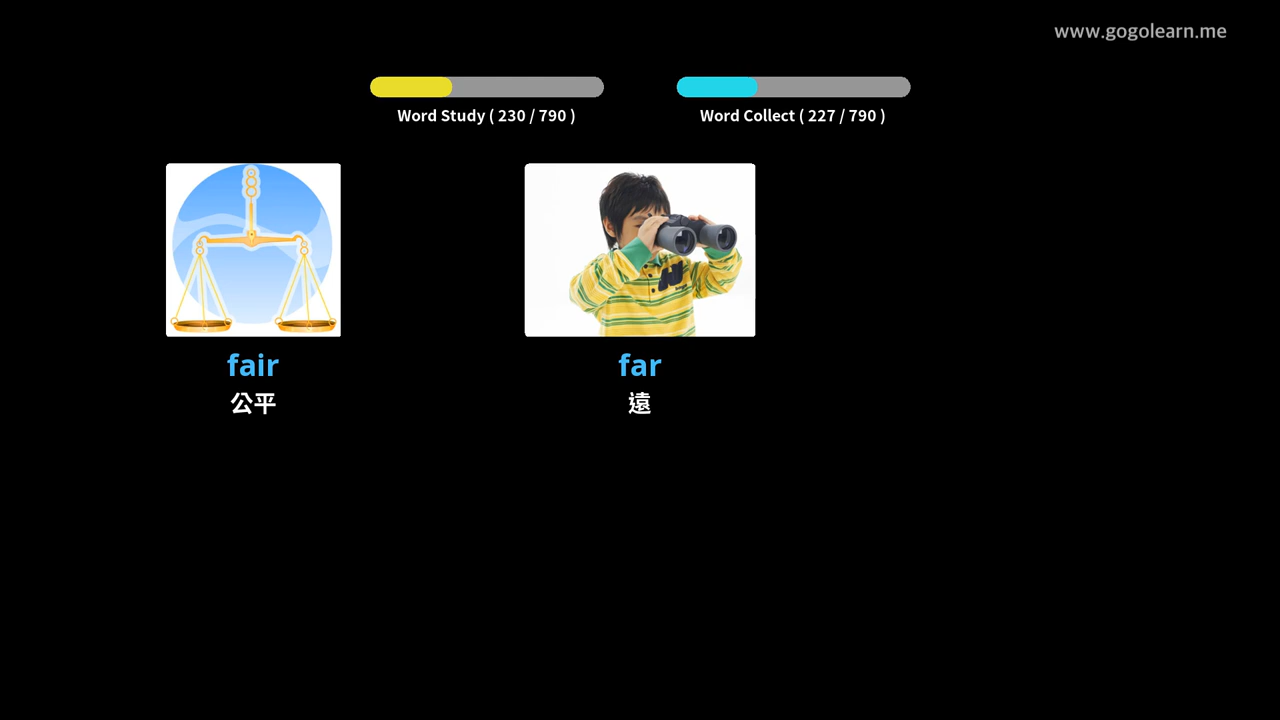 www.gogolearn.me
Word Study ( 230 / 790 )
Word Collect ( 227 / 790 )
fair
公平
far
遠